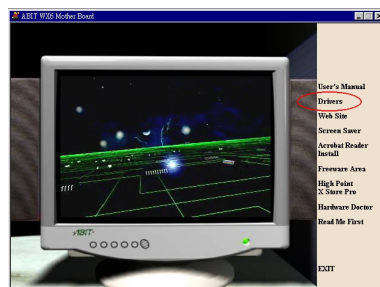 ABIT WX6 Mother Board
User's Manual
Drivers
Web Site
Screen Saver
Acrobat Reader
Install
Freeware Area
High Point
X Store Pro
Hardware Doctor
Read Me First
EXIT
ABIT